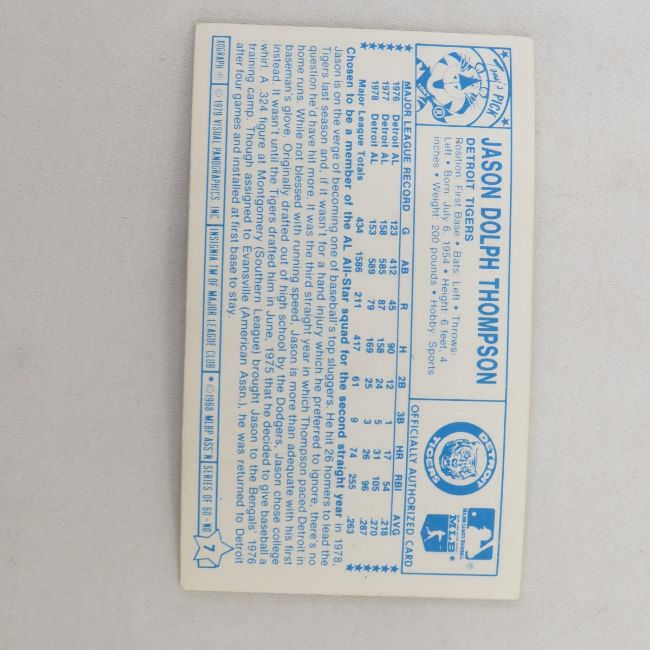 Tony's PICK
JASON DOLPH THOMPSON
DETROIT TIGERS
Position: First Base • Bats: Left • Throws:
Left • Born: July 6, 1954 • Height: 6 feet, 4
inches • Weight: 200 pounds • Hobby: Sports
DETROIT
TIGERS
MAJOR LEAGUE BASEBALL
MLB
OFFICIALLY AUTHORIZED CARD
MAJOR LEAGUE RECORD G AB R H 2B 3B HR RBI AVG
1976 Detroit AL 123 412 45 90 12 1 17 54 .218
1977 Detroit AL 158 585 87 158 24 5 31 105 .270
1978 Detroit AL 153 589 79 169 25 3 26 96 .287
Major League Totals 434 1586 211 417 61 9 74 255 .263
Chosen to be a member of the AL All-Star squad for the second straight year in 1978,
Jason is on the verge of becoming one of baseball's top sluggers. He hit 26 homers to lead the
Tigers last season and, if it wasn't for a hand injury which he preferred to ignore, there's no
question he'd have hit more. It was the third straight year in which Thompson paced Detroit in
home runs. While not blessed with running speed, Jason is more than adequate with his first
baseman's glove. Originally drafted out of high school by the Dodgers, Jason chose college
instead. It wasn't until the Tigers drafted him in June, 1975 that he decided to give baseball a
whirl. A .324 figure at Montgomery (Southern League) brought Jason to the Bengals' 1976
training camp. Though assigned to Evansville (American Assn.), he was returned to Detroit
after four games and installed at first base to stay.
XOGRAPH ® © 1979 VISUAL PANOGRAPHICS, INC. INSIGNIA TM OF MAJOR LEAGUE CLUB * ©1968 MLBP ASS'N SERIES OF 60-NO. 7